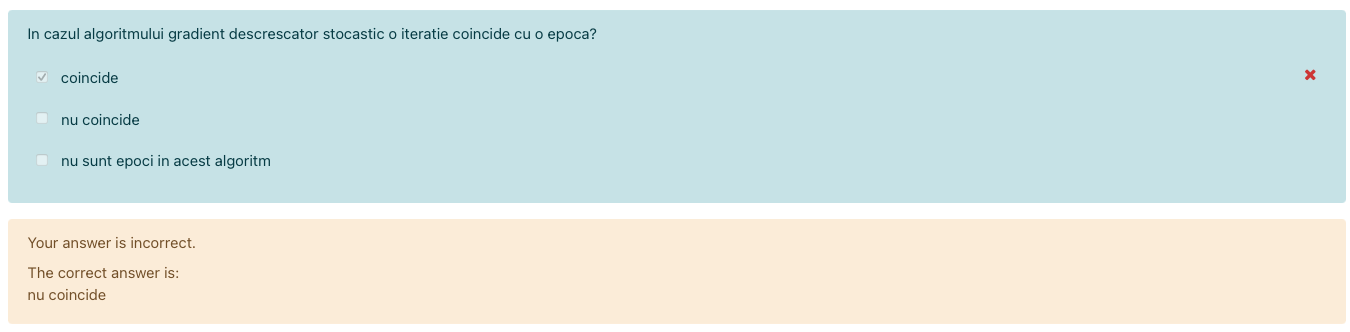 In cazul algoritmului gradient descrescator stocastic o iteratie coincide cu o epoca?
coincide
nu coincide
nu sunt epoci in acest algoritm
Your answer is incorrect.
The correct answer is:
nu coincide